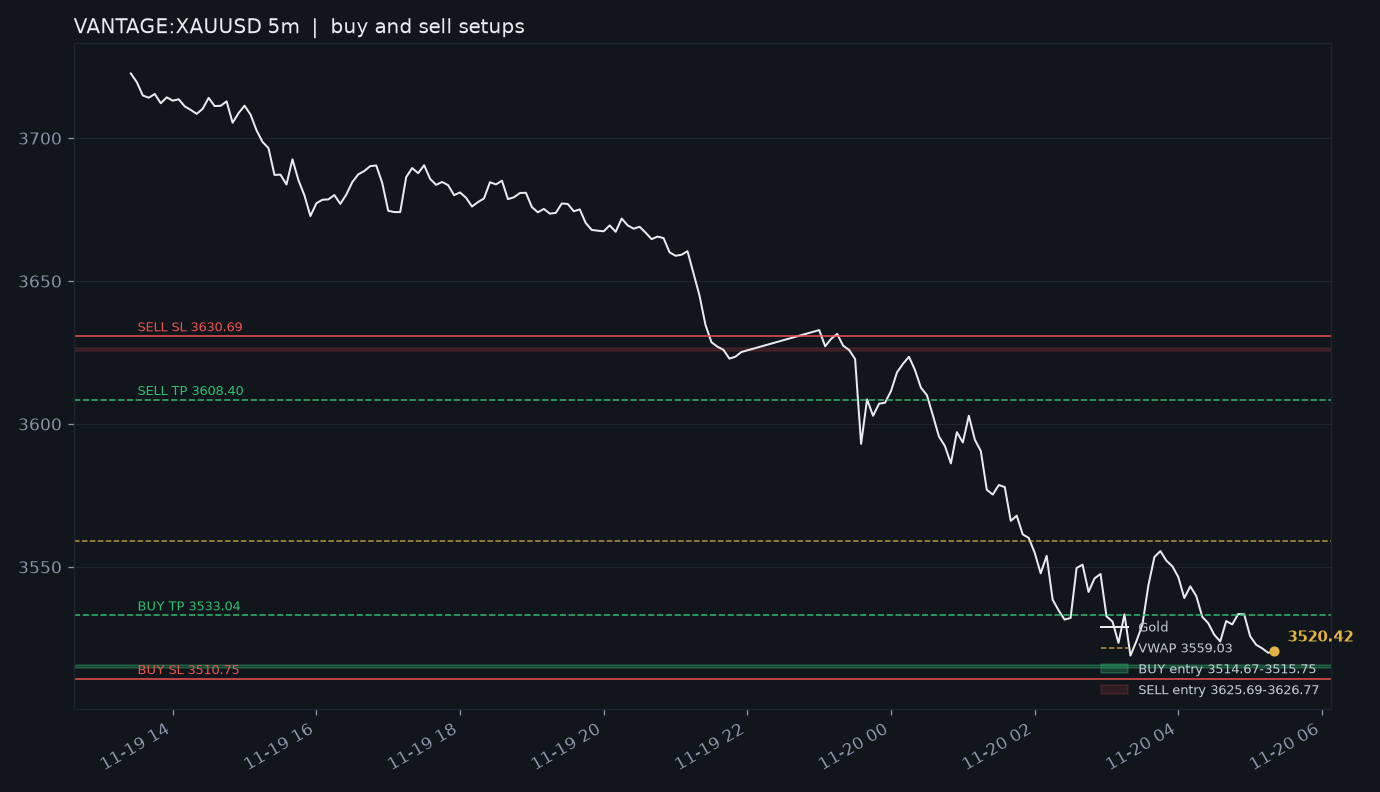 VANTAGE:XAUUSD 5m | buy and sell setups
3700
3650
SELL SL 3630.69
SELL TP 3608.40
3600
3550
BUY TP 3533.04
Gold
3520.42
VWAP 3559.03
BUY SL 3510.75
BUY entry 3514.67-3515.75
SELL entry 3625.69-3626.77
11-19 14
11-19 16
11-19 18
11-19 20
11-19 22
11-20 00
11-20 02
11-20 04
11-20 06